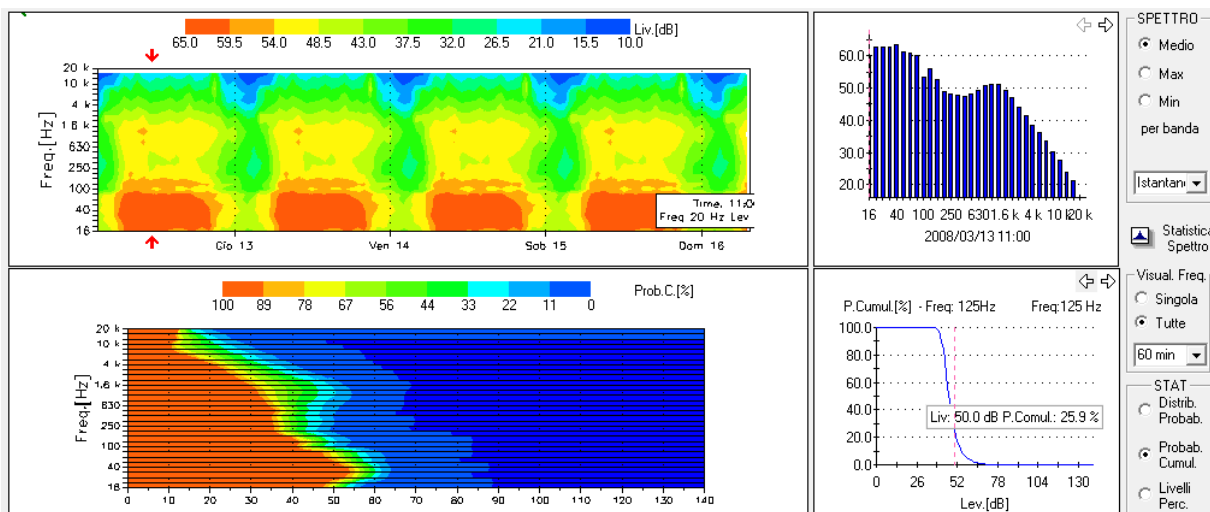 Liv.[dB]
65.0 59.5 54.0 48.5 43.0 37.5 32.0 26.5 21.0 15.5 10.0
Freq.[Hz]
20 k
10 k
4 k
1.6 k
630
250
100
40
16
Time. 11:0
Freq 20 Hz Lev
Gio 13 Ven 14 Sab 15 Dom 16
60.0
50.0
40.0
30.0
20.0
16 40 100 250 630 1.6 k 4 k 10 k 20 k
2008/03/13 11:00
SPETTRO
Medio
Max
Min
per banda
Istantan
Statistica
Spettro
Prob.C.[%]
100 89 78 67 56 44 33 22 11 0
Freq.[Hz]
20 k
10 k
4 k
1.6 k
630
250
100
40
16
0 10 20 30 40 50 60 70 80 90 100 110 120 130 140
P.Cumul.[%] - Freq: 125Hz Freq:125 Hz
100.0
80.0
60.0
40.0
20.0
0.0
Liv: 50.0 dB P.Comul.: 25.9 %
0 26 52 78 104 130
Lev.[dB]
Visual. Freq.
Singola
Tutte
60 min
STAT
Distrib.
Probab.
Probab.
Cumul.
Livelli
Perc.